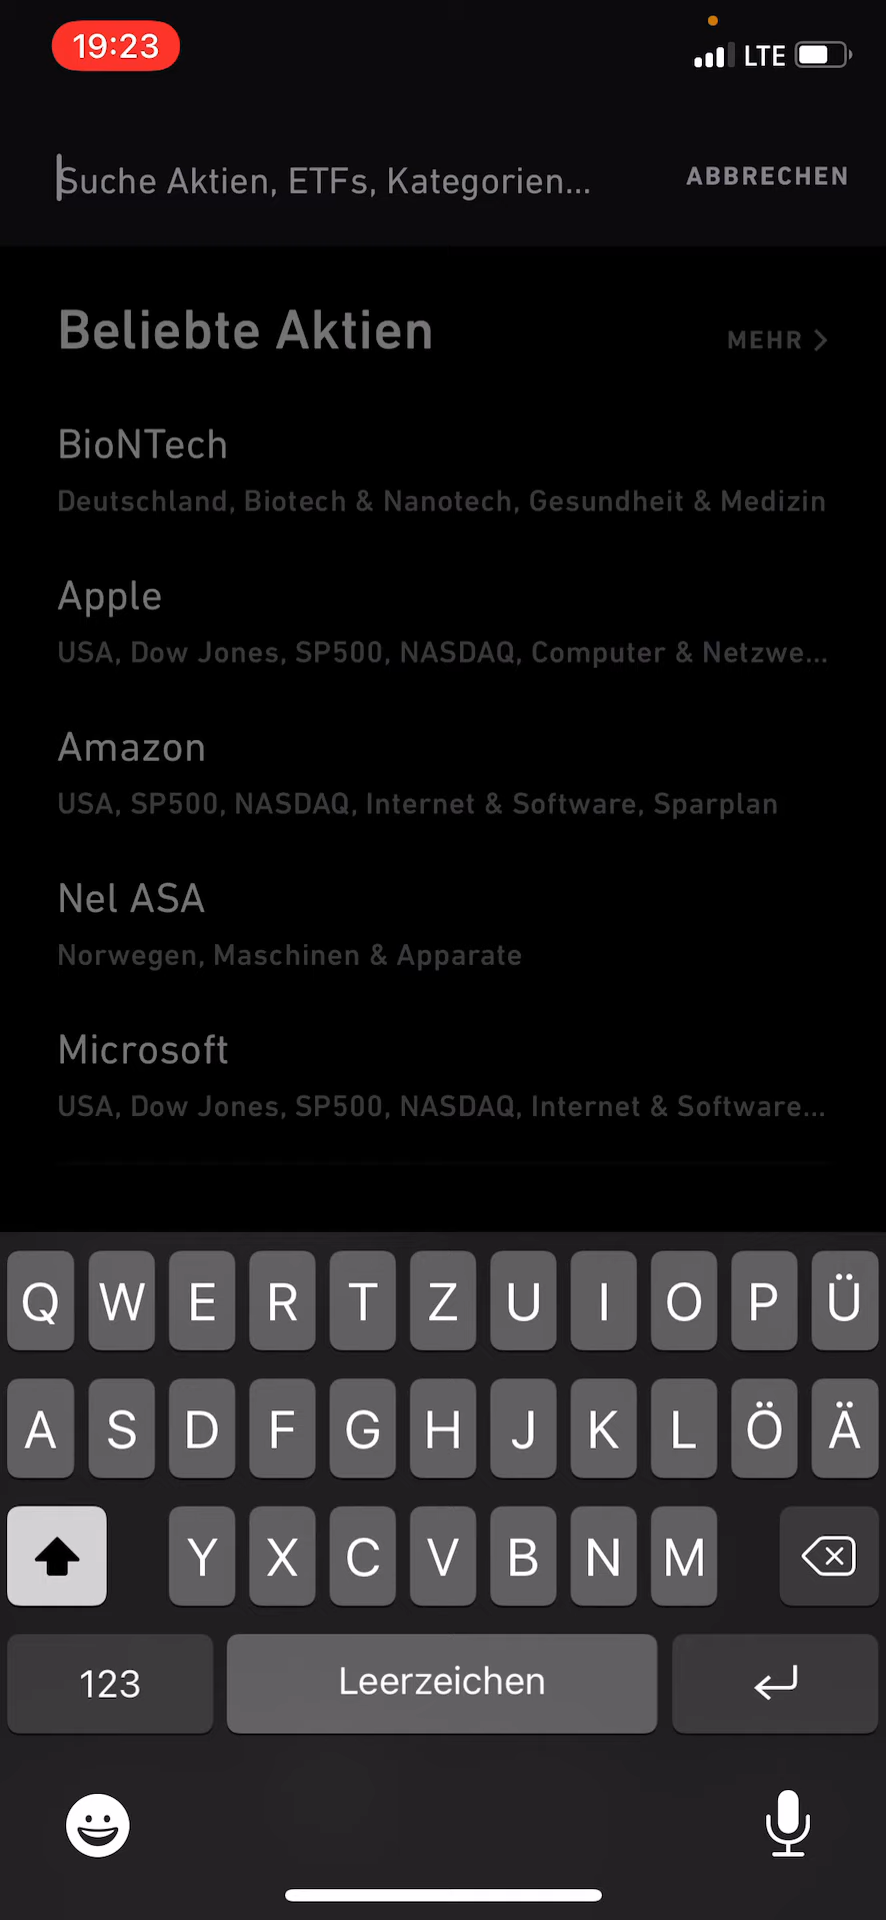 19:23
LTE
Suche Aktien, ETFs, Kategorien...
ABBRECHEN
Beliebte Aktien
MEHR
BioNTech
Deutschland, Biotech & Nanotech, Gesundheit & Medizin
Apple
USA, Dow Jones, SP500, NASDAQ, Computer & Netzwe...
Amazon
USA, SP500, NASDAQ, Internet & Software, Sparplan
Nel ASA
Norwegen, Maschinen & Apparate
Microsoft
USA, Dow Jones, SP500, NASDAQ, Internet & Software...
Q W E R T Z U I O P Ü
A S D F G H J K L Ö Ä
Y X C V B N M
123 Leerzeichen